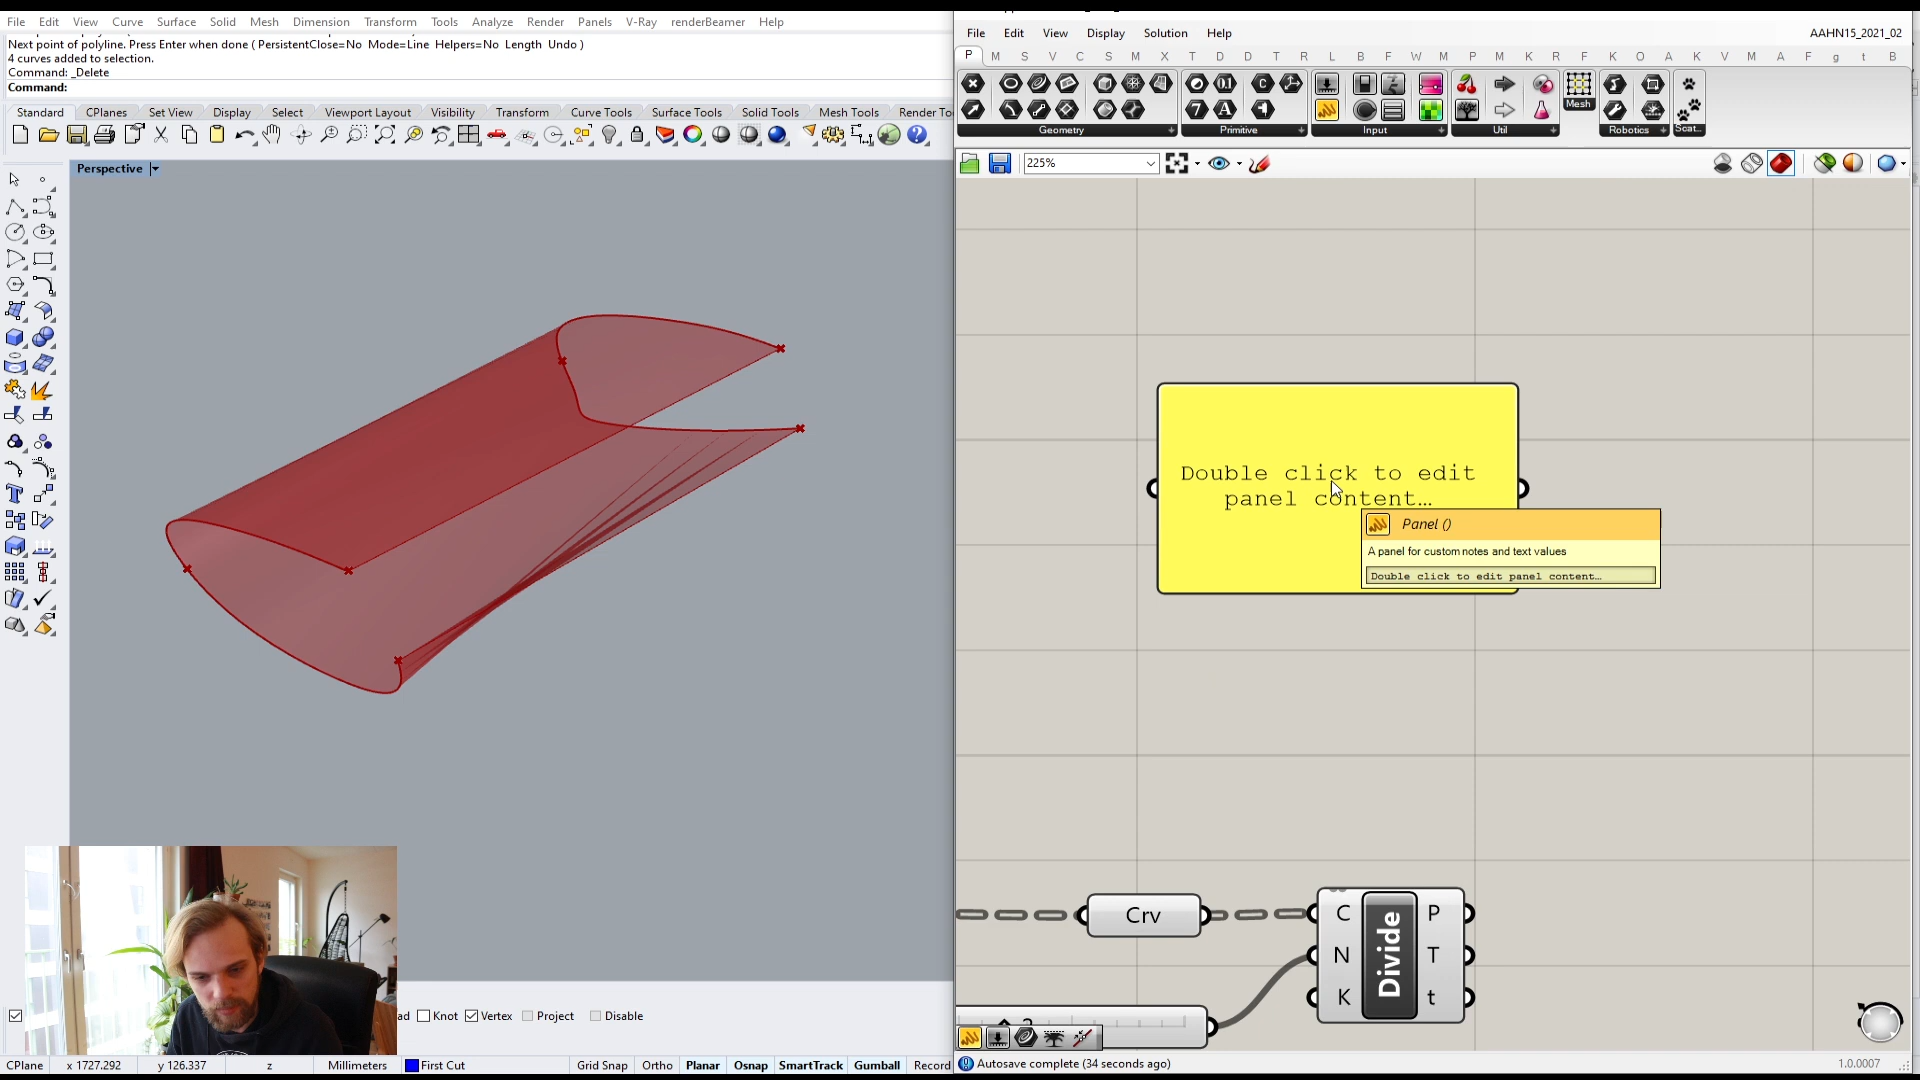 File Edit View Curve Surface Solid Mesh Dimension Transform Tools Analyze Render Panels V-Ray renderBeamer Help
Next point of polyline. Press Enter when done ( PersistentClose=No Mode=Line Helpers=No Length Undo )
4 curves added to selection.
Command: _Delete
Command:
Standard CPlanes Set View Display Select Viewport Layout Visibility Transform Curve Tools Surface Tools Solid Tools Mesh Tools Render To
Perspective
File Edit View Display Solution Help
AAHN15_2021_02
P M S V C S M X T D D T R L T K F W M P M K R F E K O A M F V M A F g t B
Mesh
Geometry Primitive Input Util Robotics Scat...
225%
Double click to edit
panel content…
Panel ()
A panel for custom notes and text values
Double click to edit panel content…
Crv
C N K Divide P T t
ad Knot Vertex Project Disable
CPlane x 1727.292 y 126.337 z Millimeters First Cut Grid Snap Ortho Planar Osnap SmartTrack Gumball Record
Autosave complete (34 seconds ago)
1.0.0007